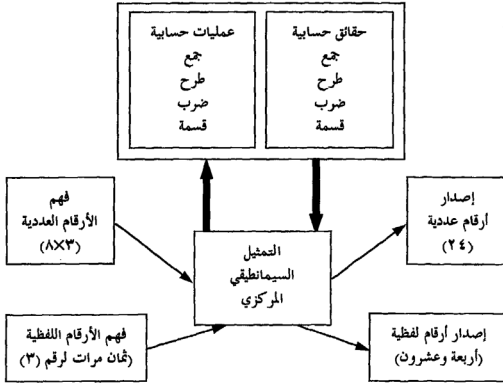 حقائق حسابية
جمع
طرح
ضرب
قسمة
عمليات حسابية
جمع
طرح
ضرب
قسمة
فهم
الأرقام العددية
(٣×٨)
إصدار
أرقام عددية
(٢٤)
التمثيل
السيمانطيقي
المركزي
فهم الأرقام اللفظية
(ثمان مرات لرقم (٣)
إصدار أرقام لفظية
(أربعة وعشرون)